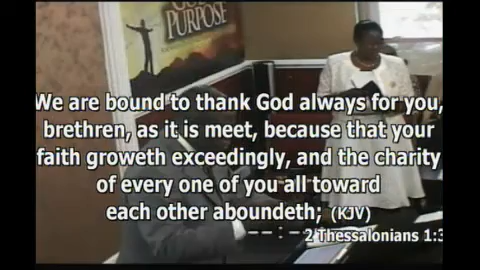 GOD
PURPOSE
We are bound to thank God always for you,
brethren, as it is meet, because that your
faith groweth exceedingly, and the charity
of every one of you all toward
each other aboundeth; (KJV)
2 Thessalonians 1:3